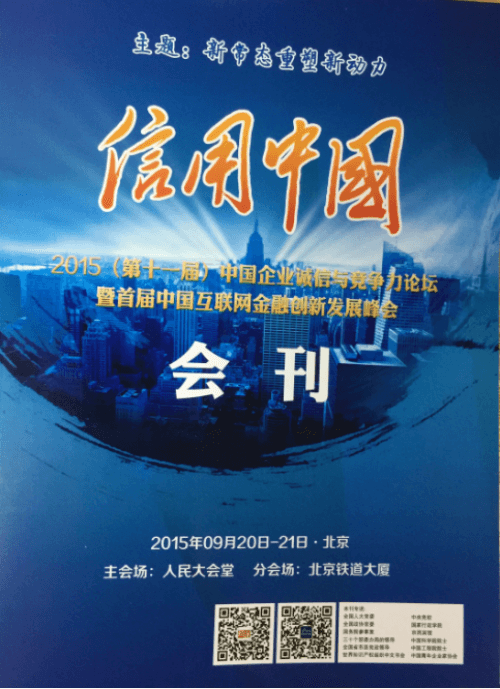 主题：新常态重塑新动力
信用中國
2015（第十一届）中国企业诚信与竞争力论坛
暨首届中国互联网金融创新发展峰会
会 刊
2015年09月20日-21日·北京
主会场：人民大会堂 分会场：北京铁道大厦